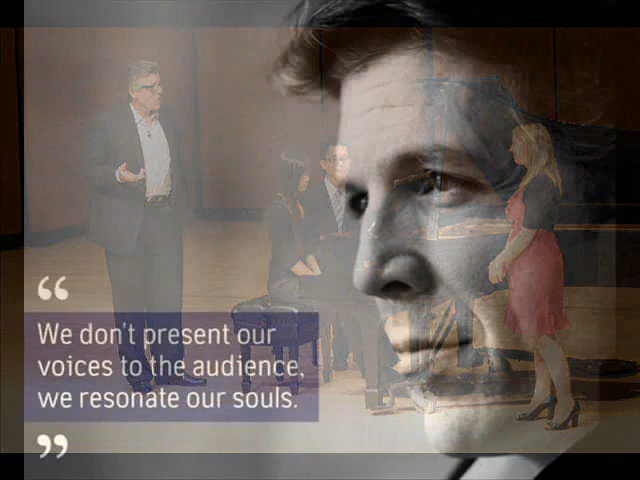 “
We don't present our
voices to the audience,
we resonate our souls.
”